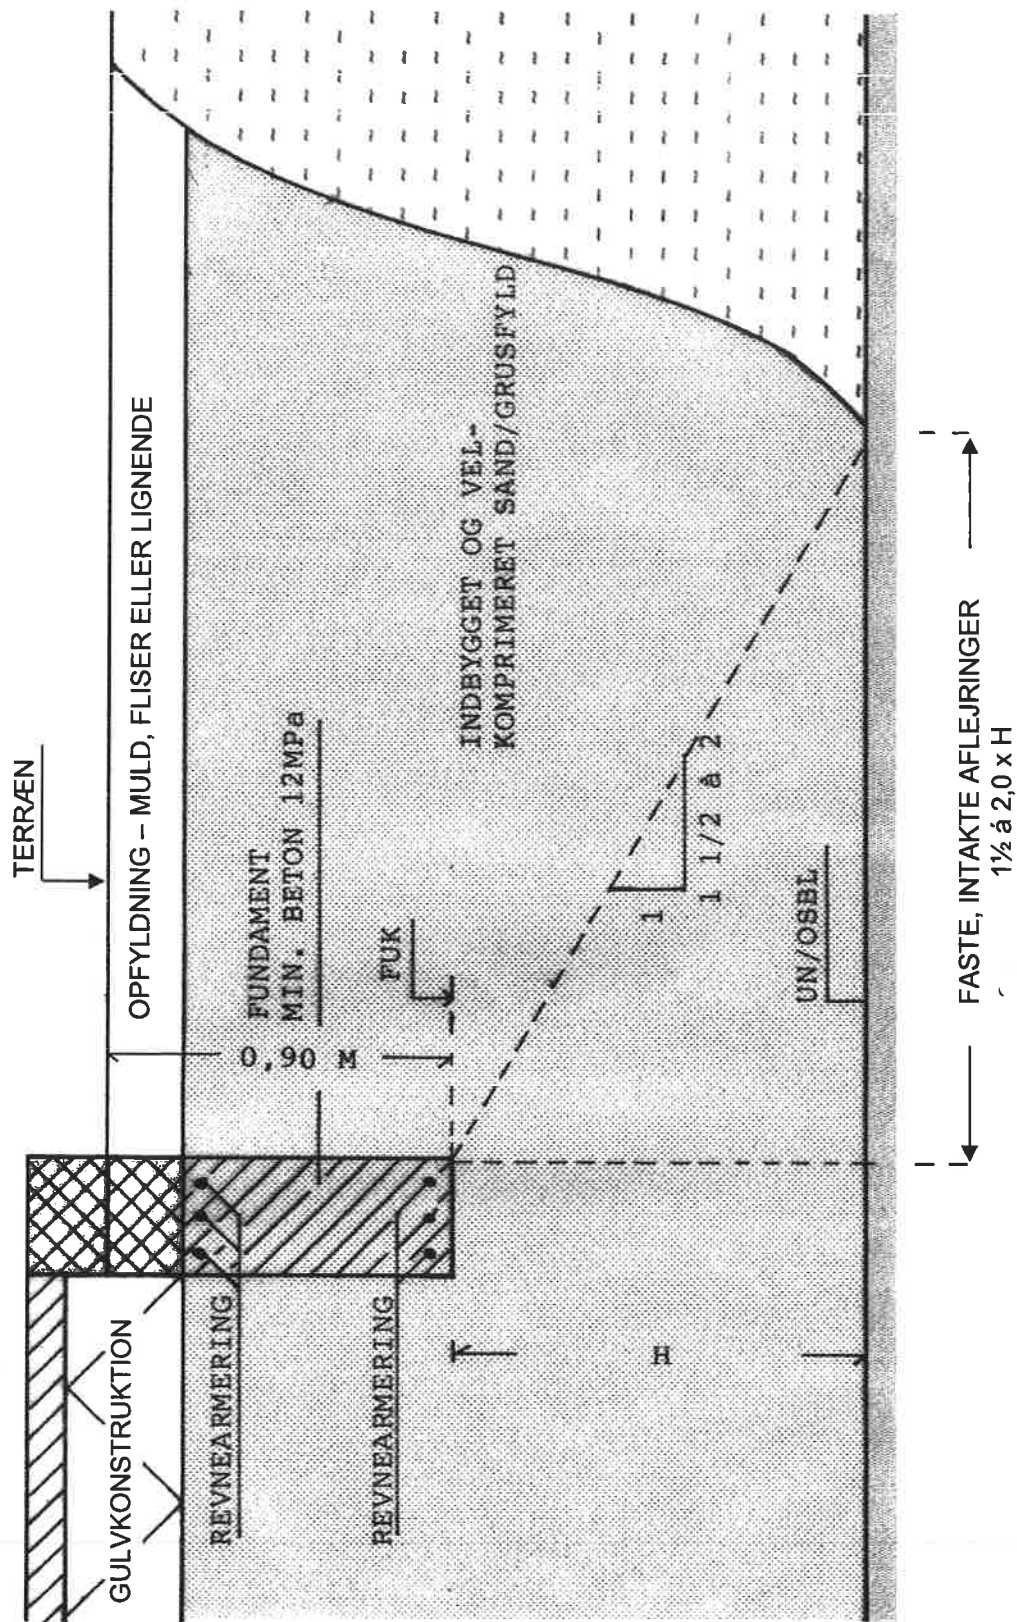 TERRÆN
OPFYLDNING – MULD, FLISER ELLER LIGNENDE
GULVKONSTRUKTION
FUNDAMENT
MIN. BETON 12MPa
0,90 M
REVNEARMERING
FUK
REVNEARMERING
INDBYGGET OG VEL-
KOMPRIMERET SAND/GRUSFYLD
1
1 1/2 à 2
H
UN/OSBL
FASTE, INTAKTE AFLEJRINGER
1½ á 2,0 x H